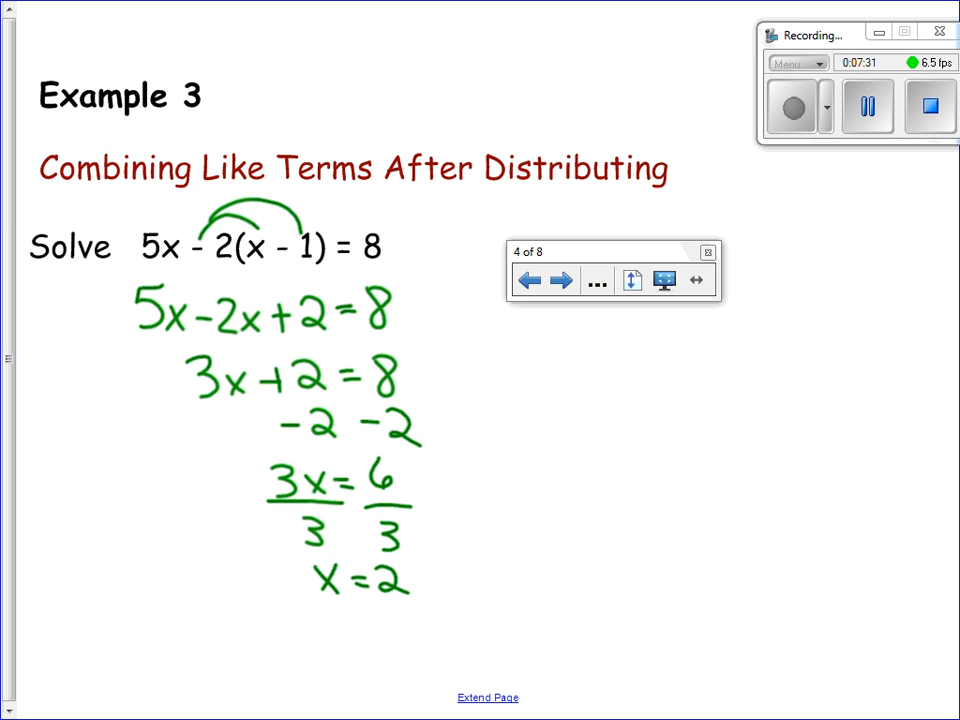 Recording...
Menu
0:07:31
6.5 fps
Example 3
Combining Like Terms After Distributing
Solve 5x - 2(x - 1) = 8
4 of 8
5x - 2x + 2 = 8
3x + 2 = 8
- 2 - 2
3x = 6
3 3
x = 2
Extend Page